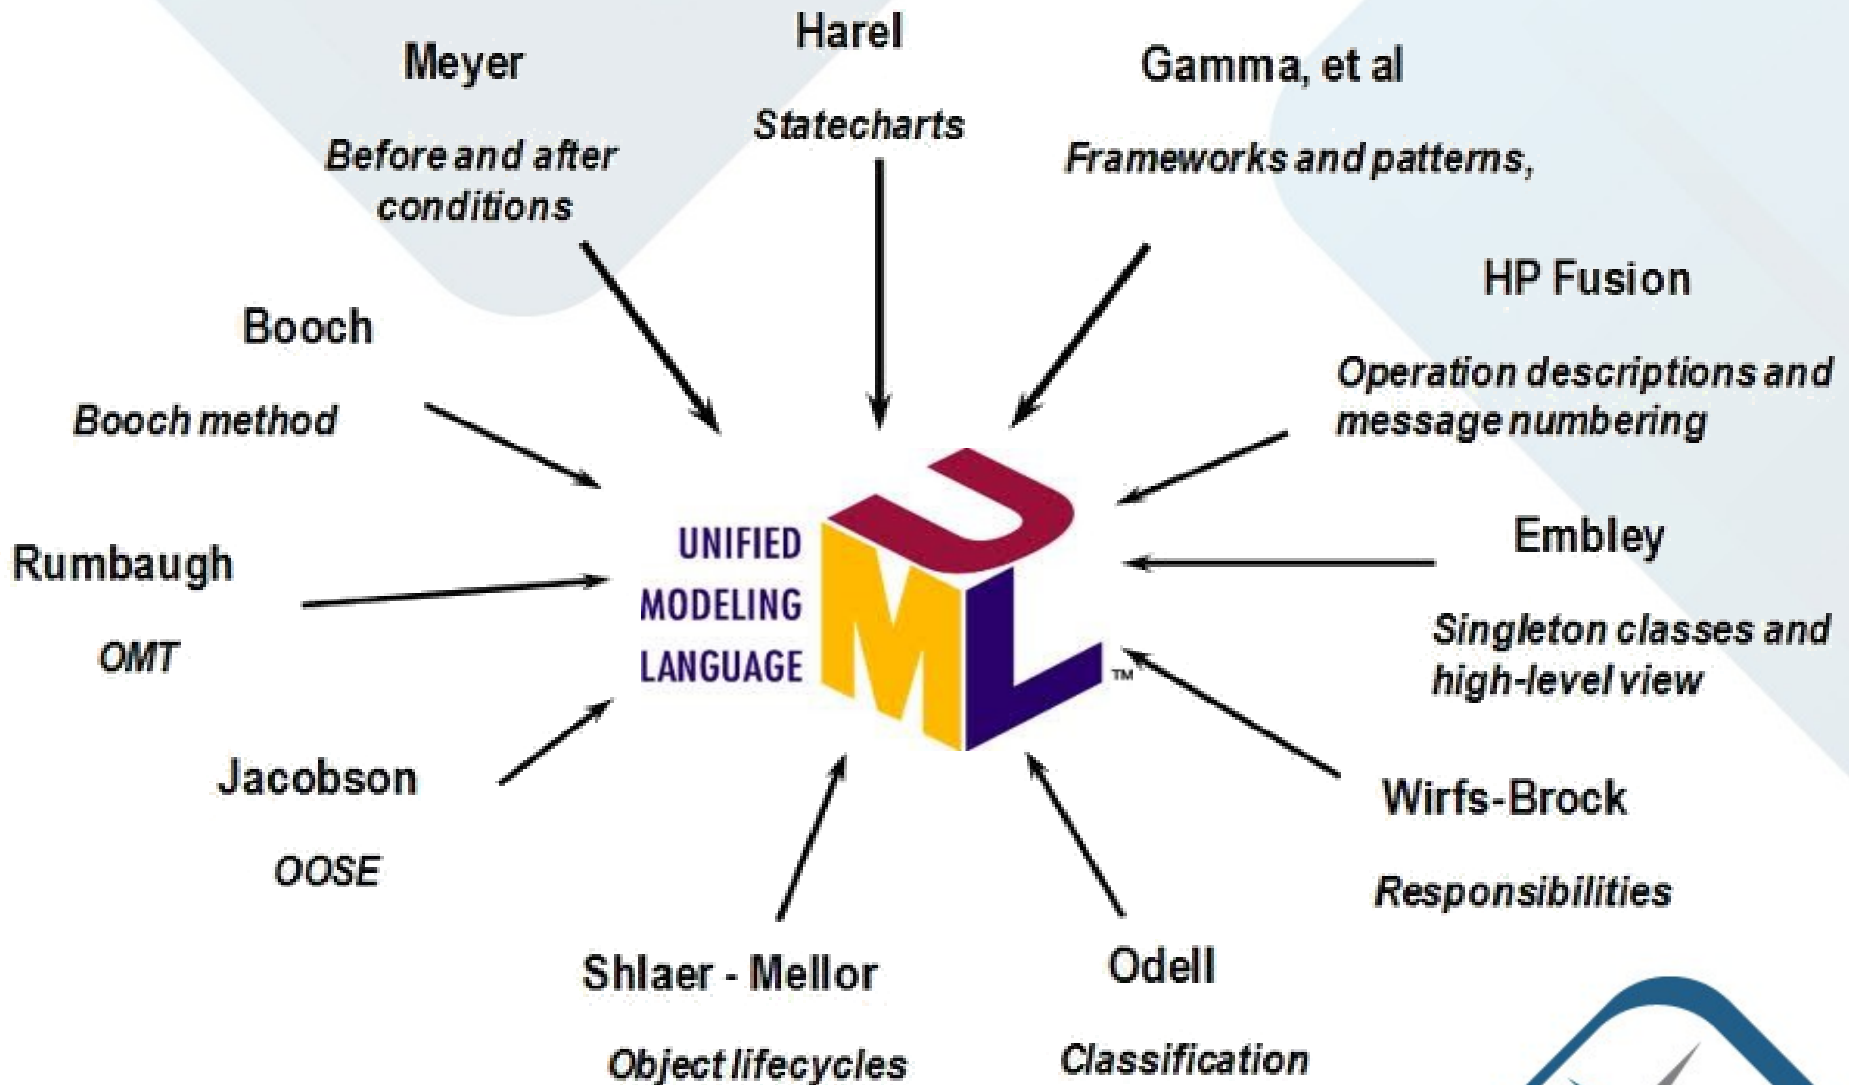 Harel
Meyer
Gamma, et al
Statecharts
Before and after
conditions
Frameworks and patterns,
HP Fusion
Booch
Operation descriptions and
message numbering
Booch method
UNIFIED
MODELING
LANGUAGE
UML
TM
Embley
Rumbaugh
Singleton classes and
high-level view
OMT
Jacobson
Wirfs-Brock
OOSE
Responsibilities
Shlaer - Mellor
Odell
Object lifecycles
Classification